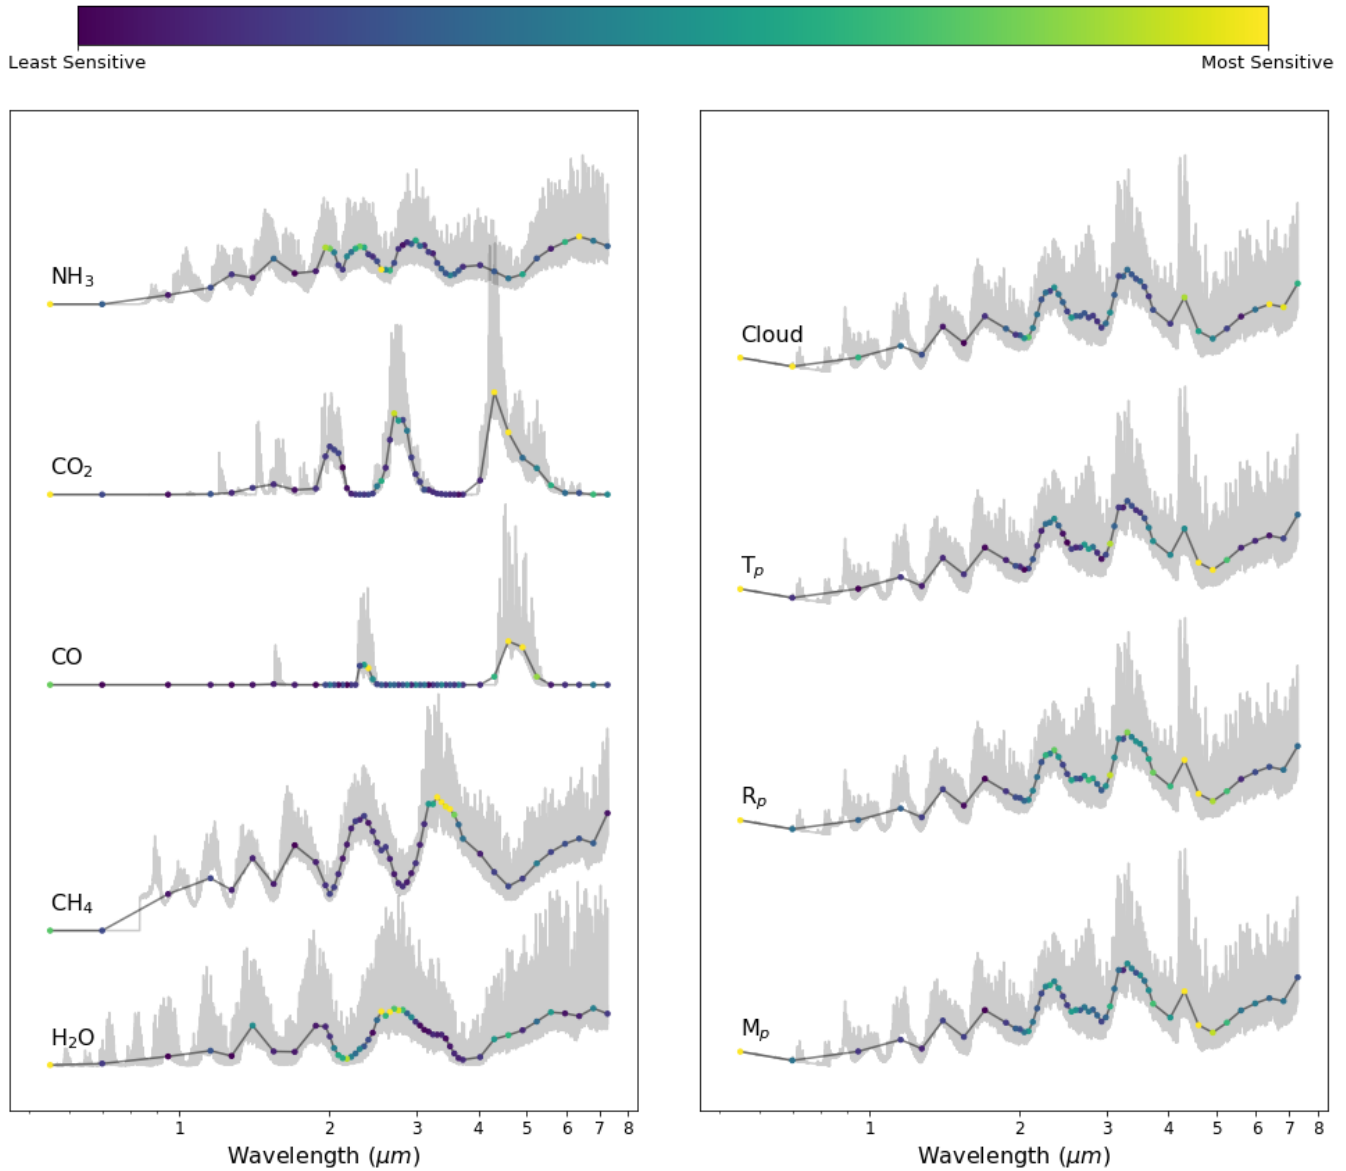 Least Sensitive Most Sensitive
NH₃
CO₂
CO
CH₄
H₂O
1 2 3 4 5 6 7 8
Wavelength (μm)
Cloud
Tₚ
Rₚ
Mₚ
1 2 3 4 5 6 7 8
Wavelength (μm)